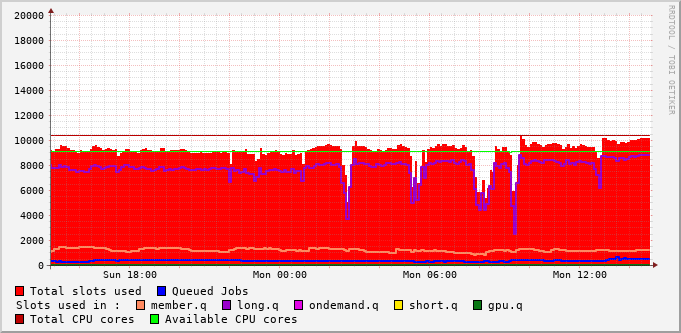 20000
18000
16000
14000
12000
10000
8000
6000
4000
2000
0
Sun 18:00 Mon 00:00 Mon 06:00 Mon 12:00
RRDTOOL / TOBI OETIKER
Total slots used Queued Jobs
Slots used in : member.q long.q ondemand.q short.q gpu.q
Total CPU cores Available CPU cores